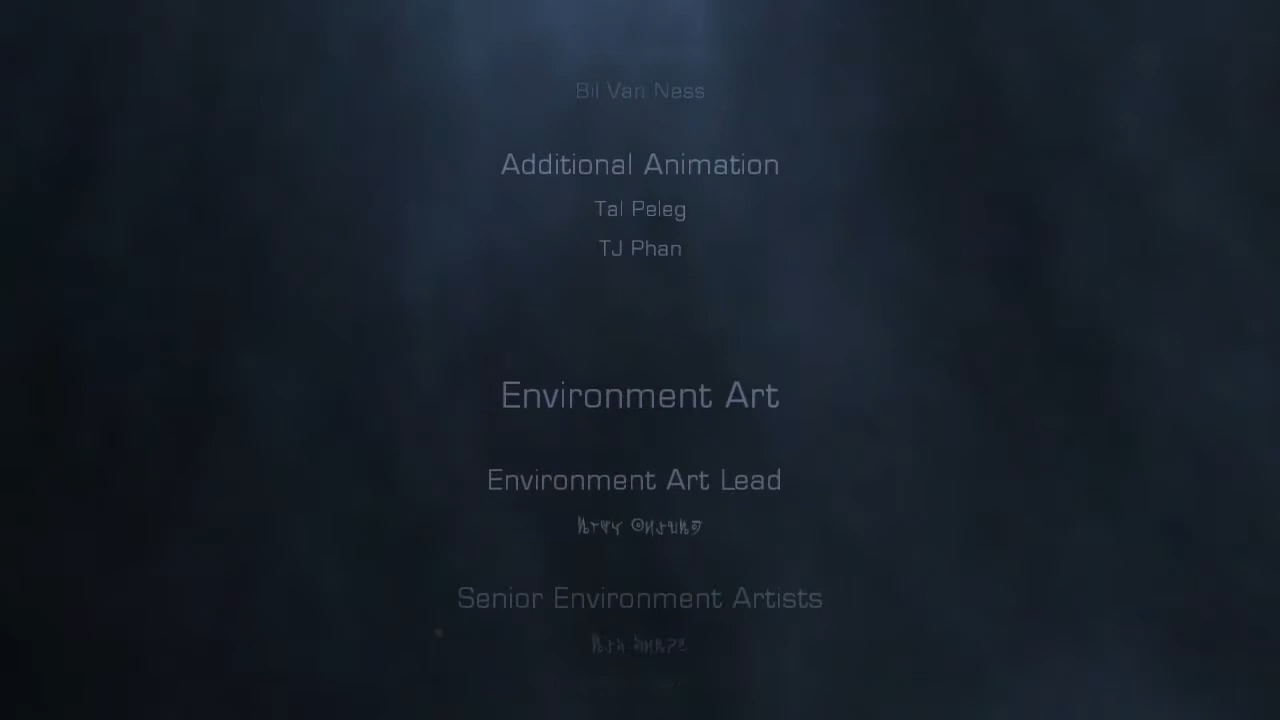 Bil Van Ness
Additional Animation
Tal Peleg
TJ Phan
Environment Art
Environment Art Lead
Senior Environment Artists